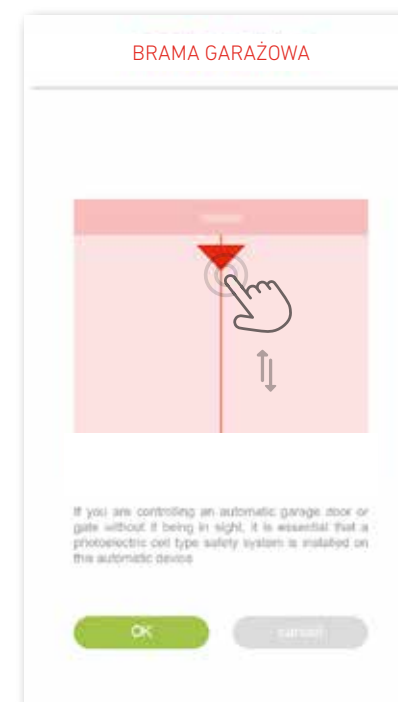 BRAMA GARAŻOWA
If you are controlling an automatic garage door or
gate without it being in sight, it is essential that a
photoelectric cell type safety system is installed on
this automatic device
OK
cancel